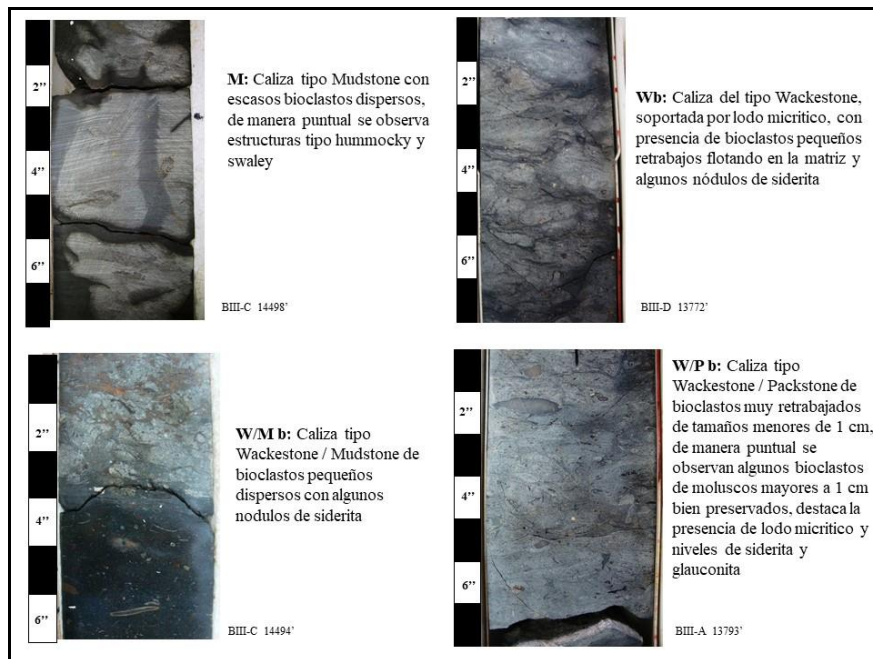 2”
4”
6”
M: Caliza tipo Mudstone con
escasos bioclastos dispersos,
de manera puntual se observa
estructuras tipo hummocky y
swaley
BIII-C 14498’
2”
4”
6”
Wb: Caliza del tipo Wackestone,
soportada por lodo micritico, con
presencia de bioclastos pequeños
retrabajos flotando en la matriz y
algunos nódulos de siderita
BIII-D 13772’
2”
4”
6”
W/M b: Caliza tipo
Wackestone / Mudstone de
bioclastos pequeños
dispersos con algunos
nodulos de siderita
BIII-C 14494’
2”
4”
6”
W/P b: Caliza tipo
Wackestone / Packstone de
bioclastos muy retrabajados
de tamaños menores de 1 cm,
de manera puntual se
observan algunos bioclastos
de moluscos mayores a 1 cm
bien preservados, destaca la
presencia de lodo micritico y
niveles de siderita y
glauconita
BIII-A 13793’